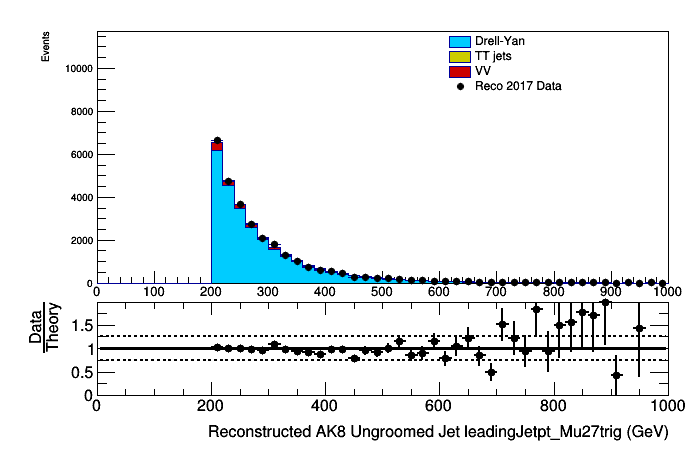 Events
10000
8000
6000
4000
2000
0
Drell-Yan
TT jets
VV
Reco 2017 Data
0 100 200 300 400 500 600 700 800 900 1000
Data
Theory
1.5
1
0.5
0
0 200 400 600 800 1000
Reconstructed AK8 Ungroomed Jet leadingJetpt_Mu27trig (GeV)